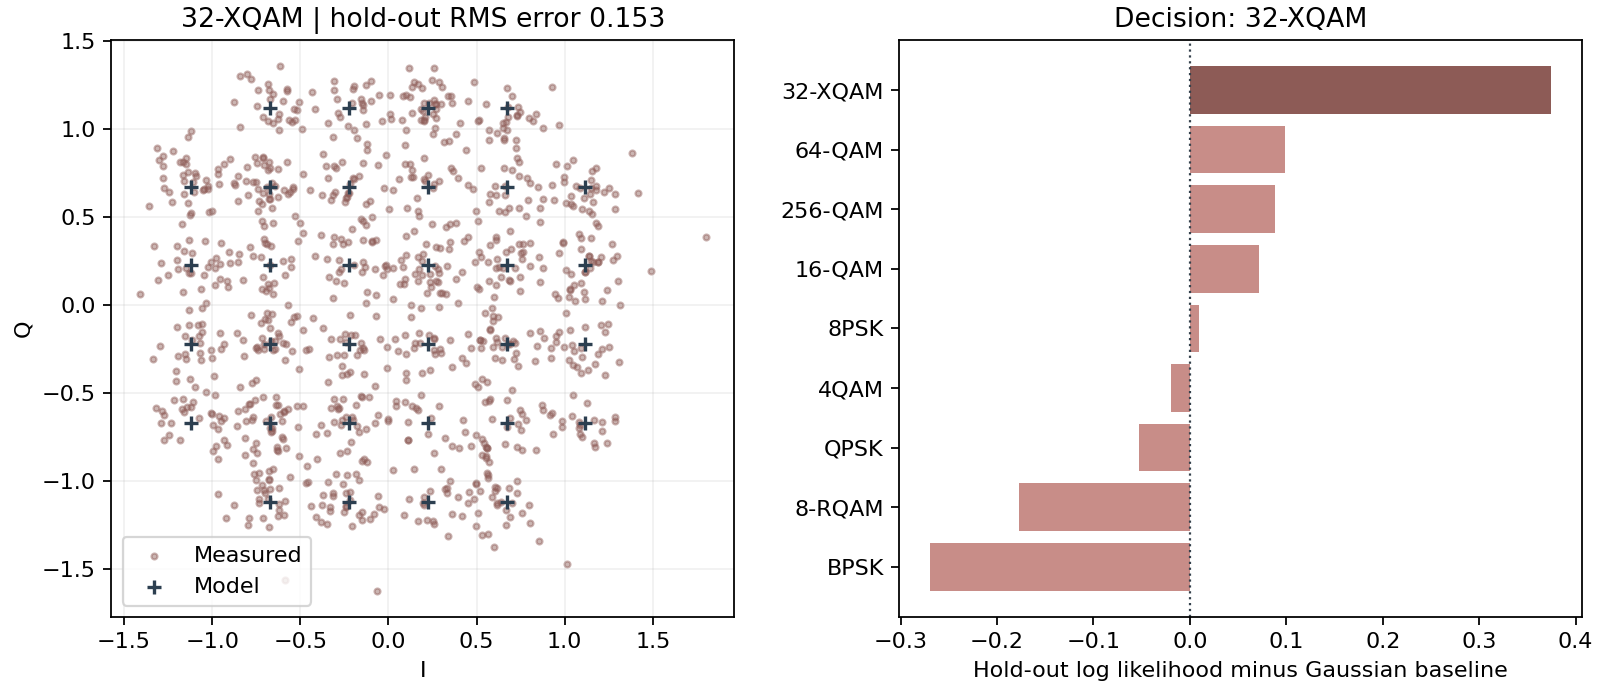 32-XQAM | hold-out RMS error 0.153
1.5
1.0
0.5
0.0
−0.5
−1.0
−1.5
Q
Measured
Model
−1.5
−1.0
−0.5
0.0
0.5
1.0
1.5
I
Decision: 32-XQAM
32-XQAM
64-QAM
256-QAM
16-QAM
8PSK
4QAM
QPSK
8-RQAM
BPSK
−0.3
−0.2
−0.1
0.0
0.1
0.2
0.3
0.4
Hold-out log likelihood minus Gaussian baseline